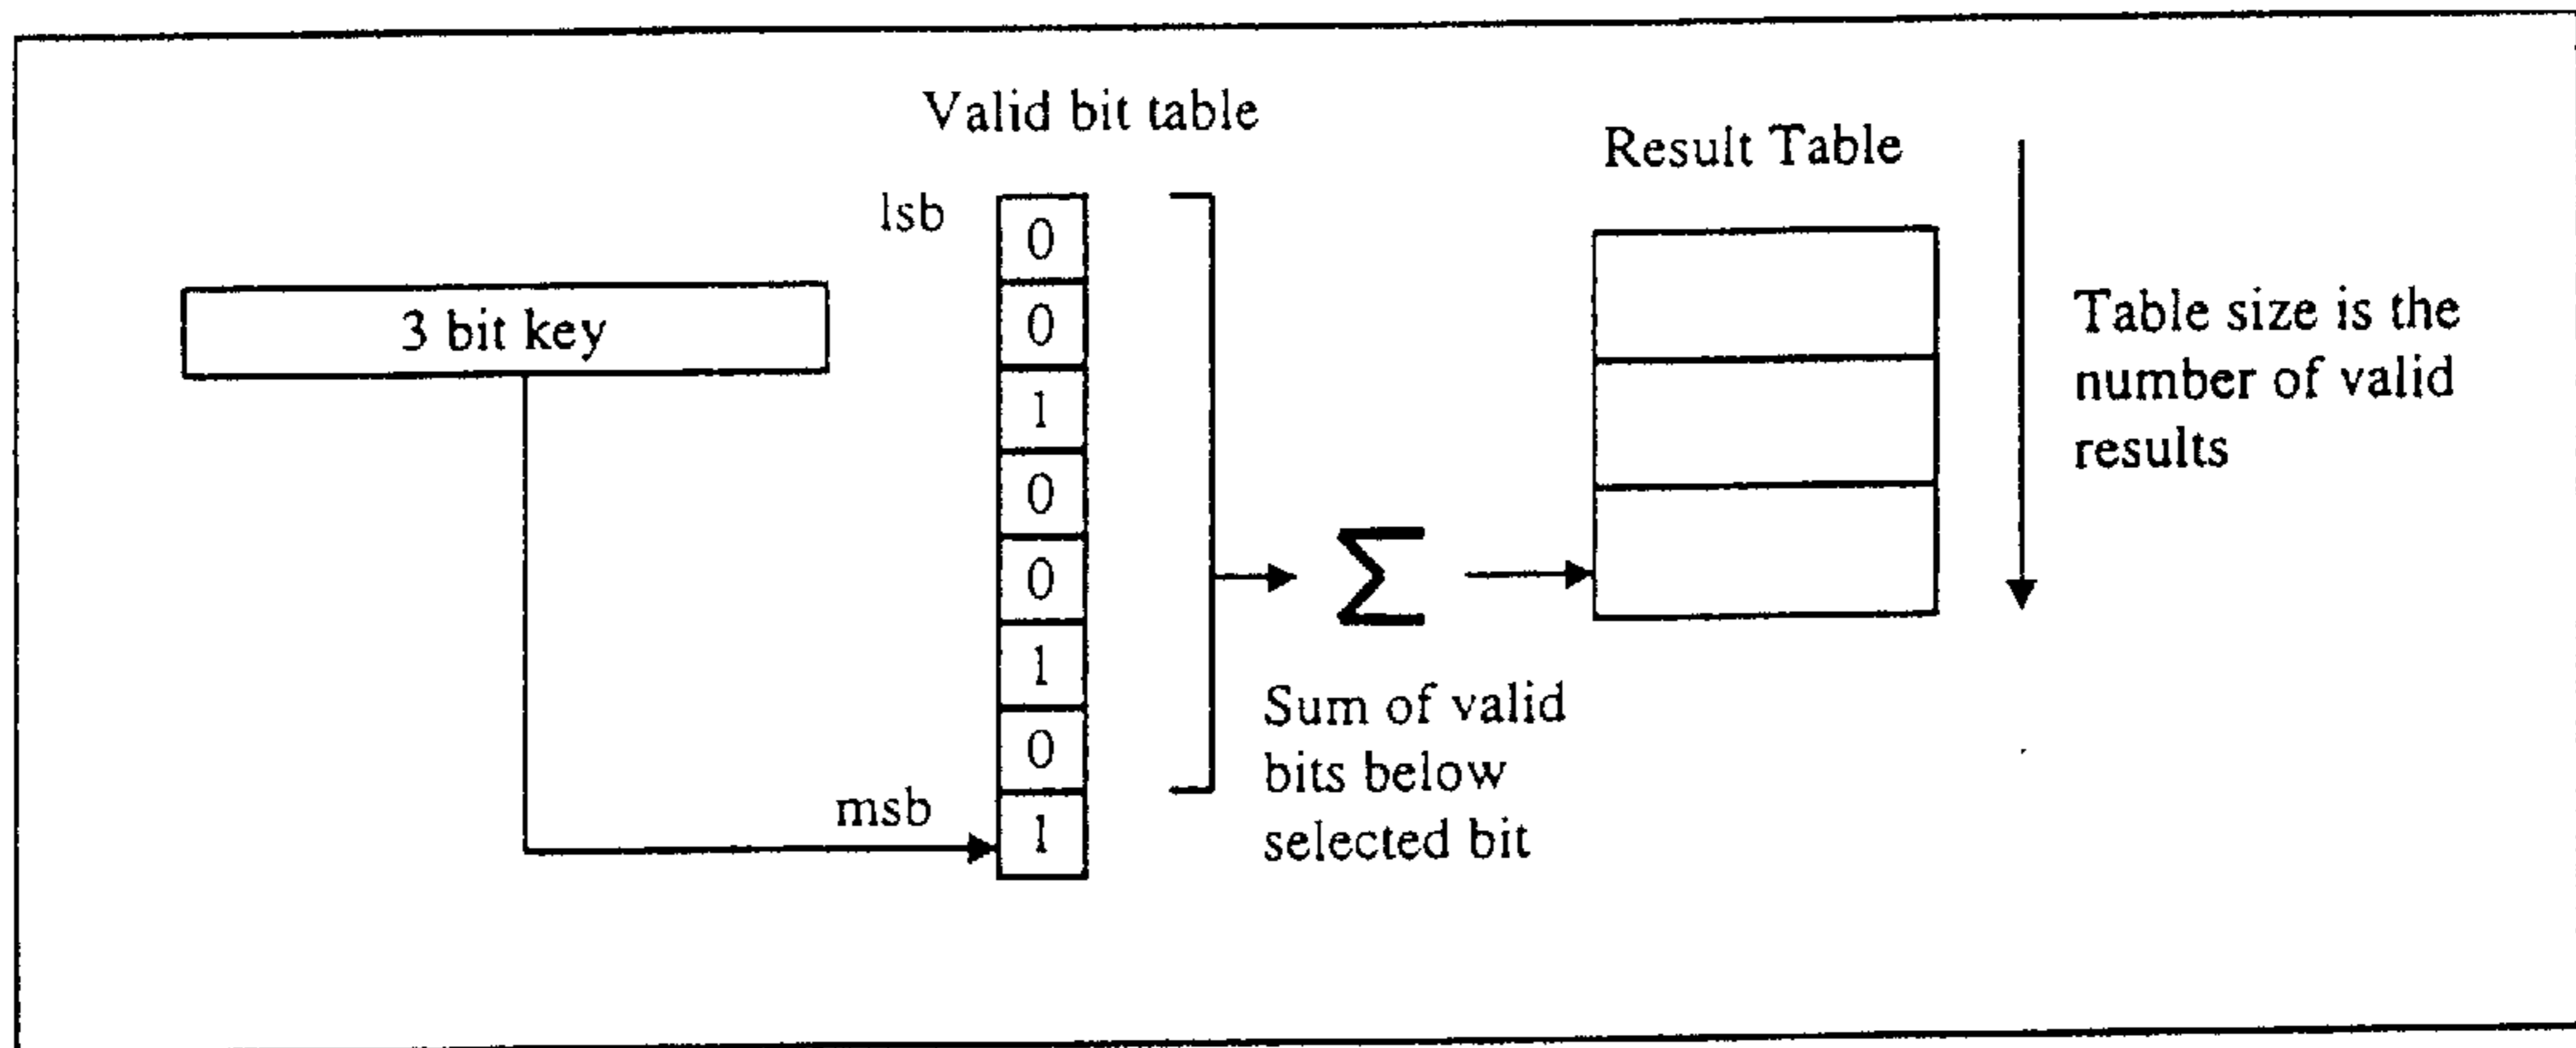 Valid bit table
Result Table
lsb
0
3 bit key
0
1
0
0
1
0
msb
1
Σ
Sum of valid
bits below
selected bit
Table size is the
number of valid
results